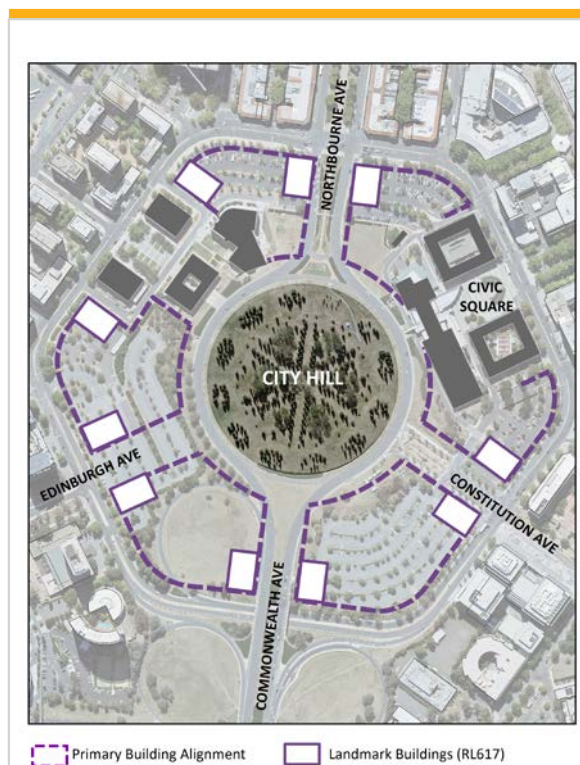 NORTHBOURNE AVE
CIVIC
SQUARE
CITY HILL
EDINBURGH AVE
CONSTITUTION AVE
COMMONWEALTH AVE
Primary Building Alignment
Landmark Buildings (RL617)